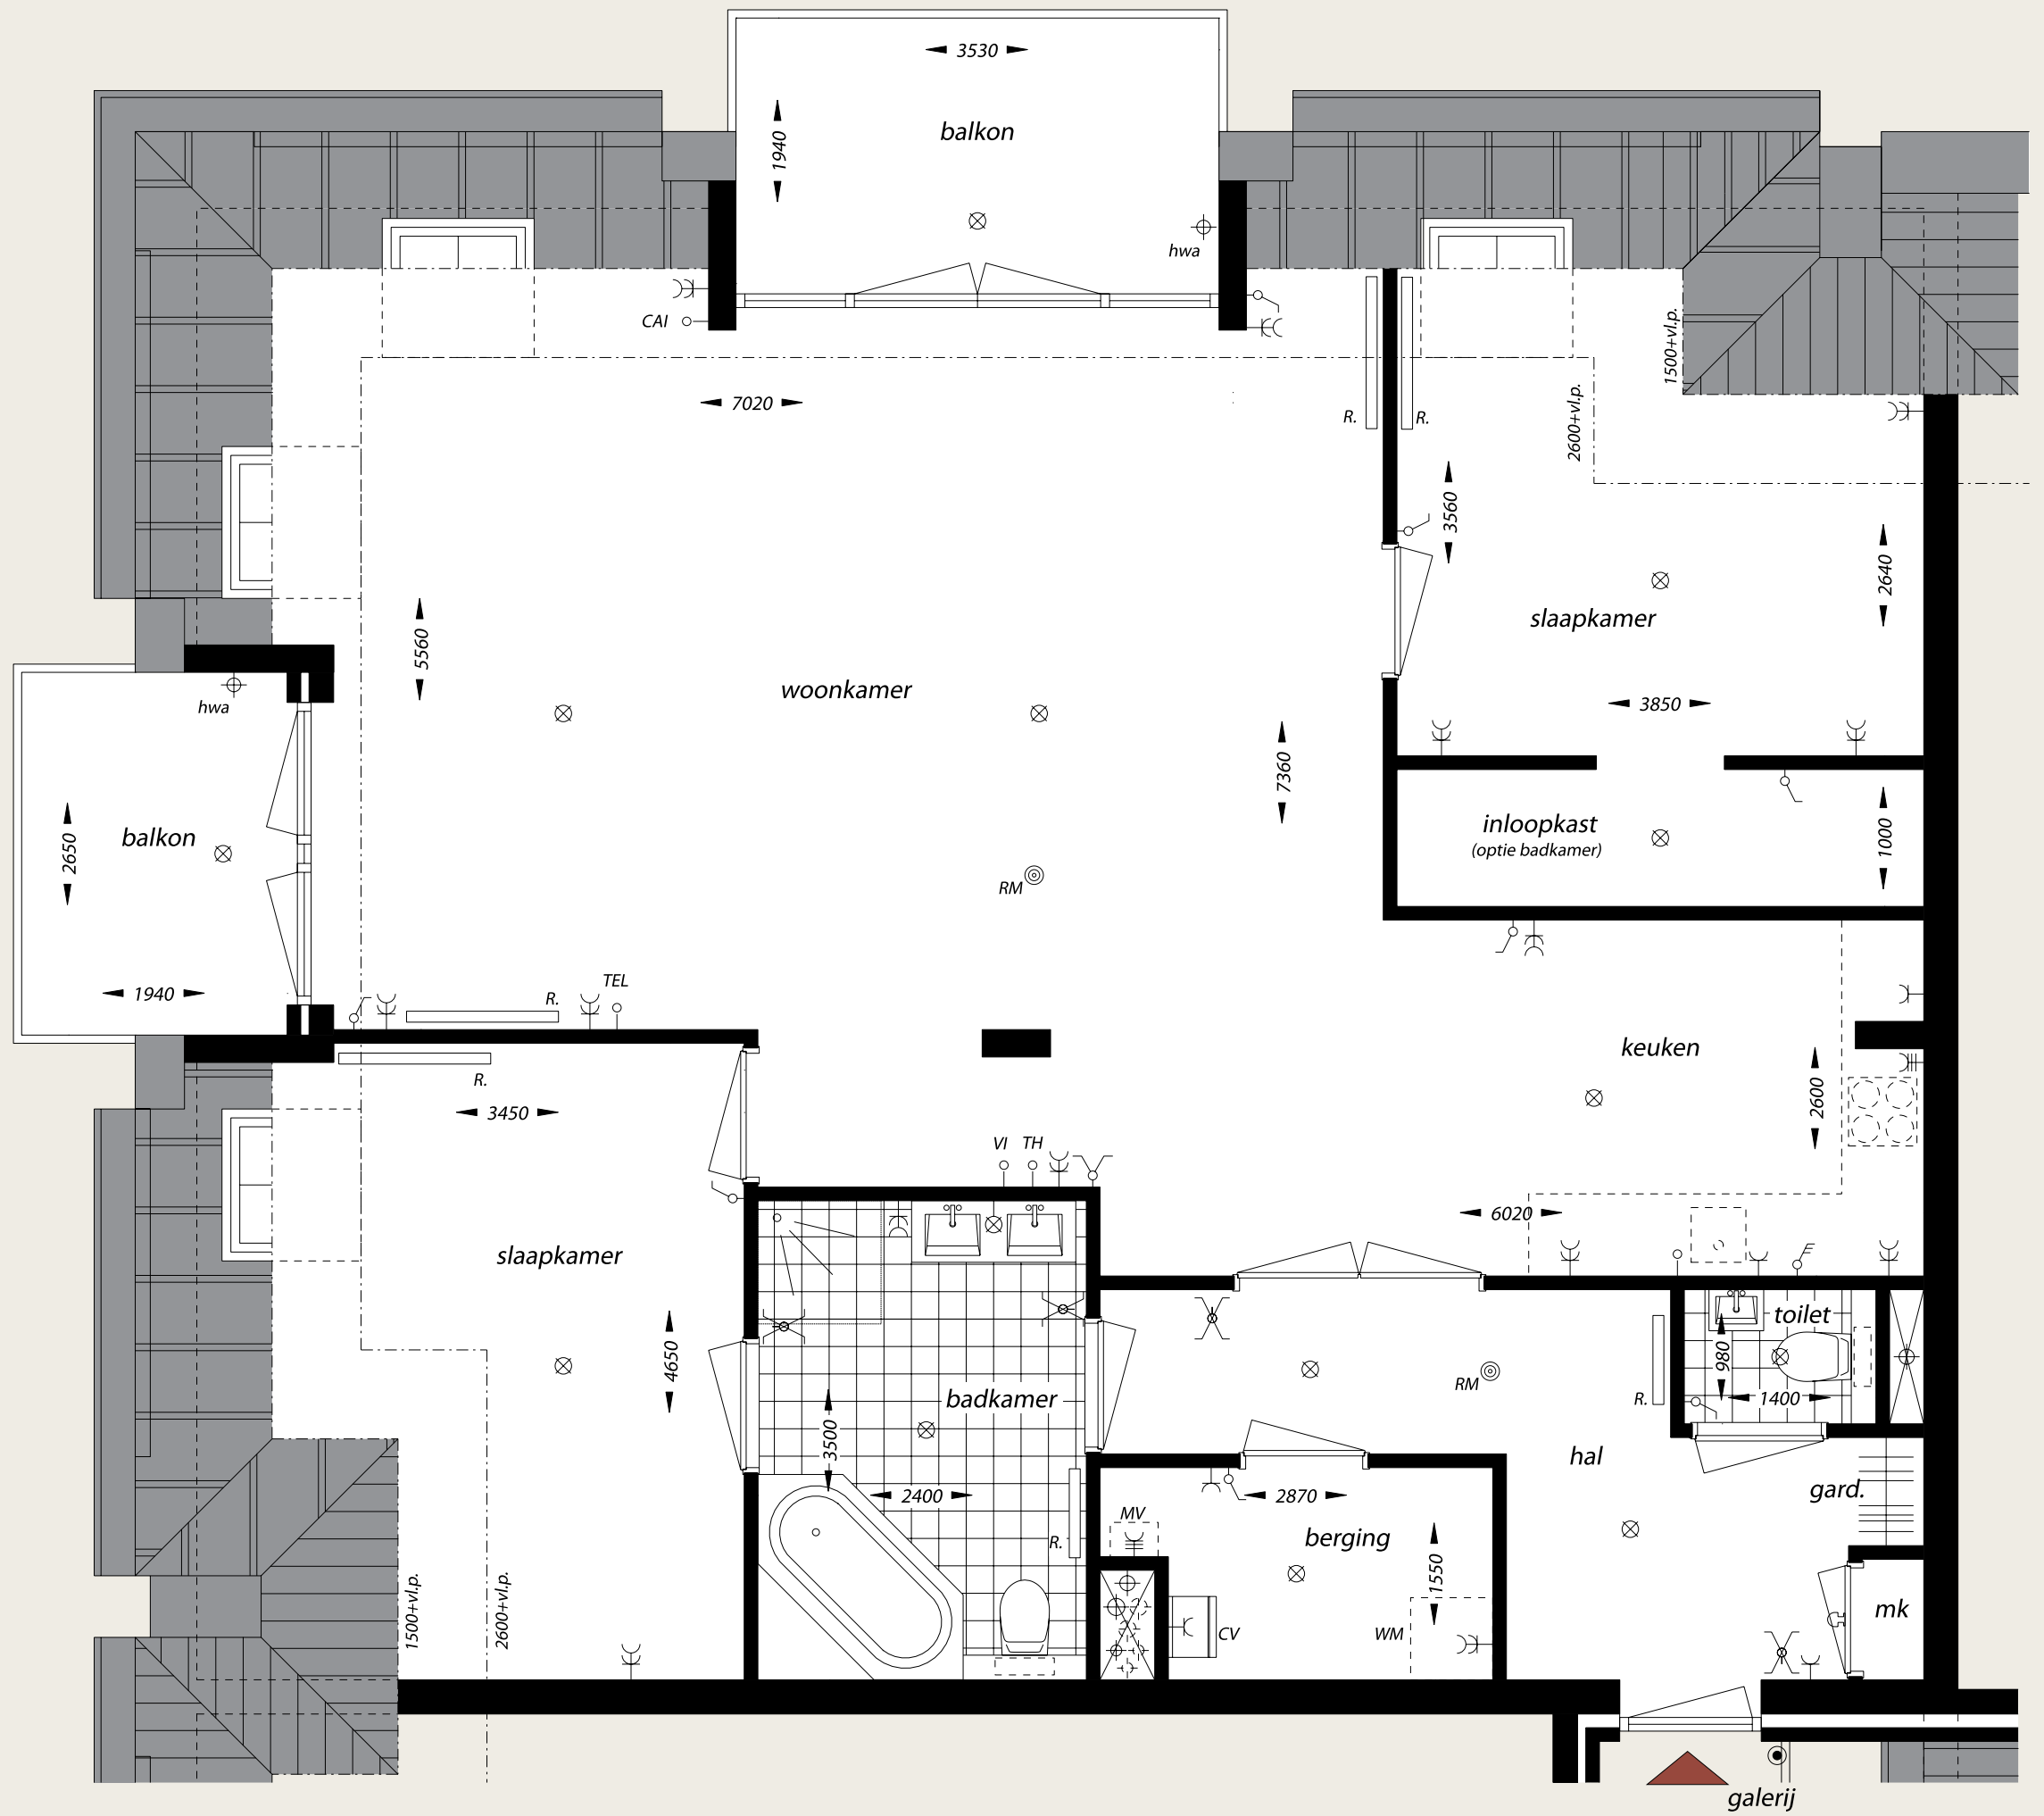 3530
balkon
1940
hwa
CAI
7020
R.
R.
1500+vl.p.
2600+vl.p.
3560
2640
slaapkamer
5560
woonkamer
3850
hwa
7360
balkon
2650
inloopkast
(optie badkamer)
1000
RM
TEL
R.
1940
keuken
R.
3450
2600
VI
TH
6020
slaapkamer
toilet
4650
980
RM
badkamer
R.
1400
3500
hal
2400
2870
gard.
MV
berging
R.
1550
1500+vl.p.
2600+vl.p.
mk
CV
WM
galerij